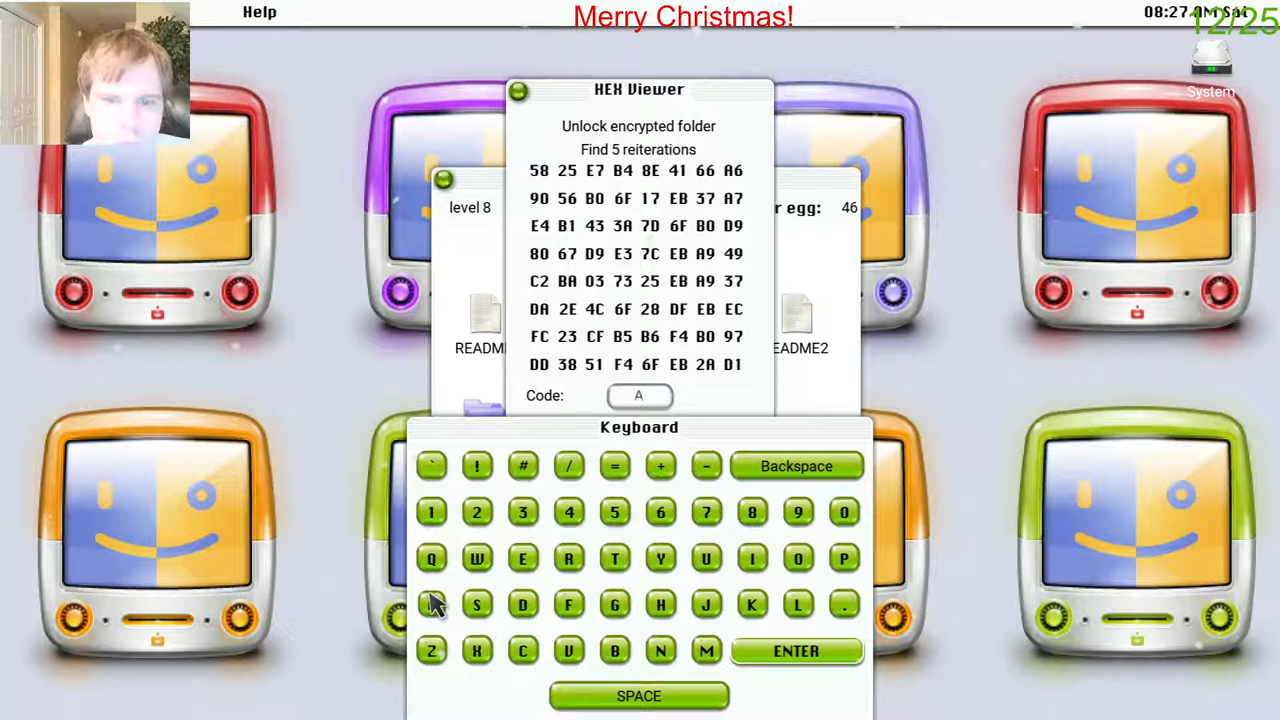 Help
Merry Christmas!
08:27 AM Sat
12/25
System
HEX Viewer
Unlock encrypted folder
Find 5 reiterations
58 25 E7 B4 8E 41 66 A6
90 56 B0 6F 17 EB 37 A7
E4 B1 43 3A 7D 6F B0 D9
80 67 D9 E3 7C EB A9 49
C2 BA 03 73 25 EB A9 37
DA 2E 4C 6F 28 DF EB EC
FC 23 CF B5 B6 F4 B0 97
DD 38 51 F4 6F EB 2A D1
Code: A
level 8
r egg: 46
README
EADME2
Keyboard
` ! # / = + - Backspace
1 2 3 4 5 6 7 8 9 0
Q W E R T Y U I O P
S D F G H J K L .
Z X C V B N M ENTER
SPACE